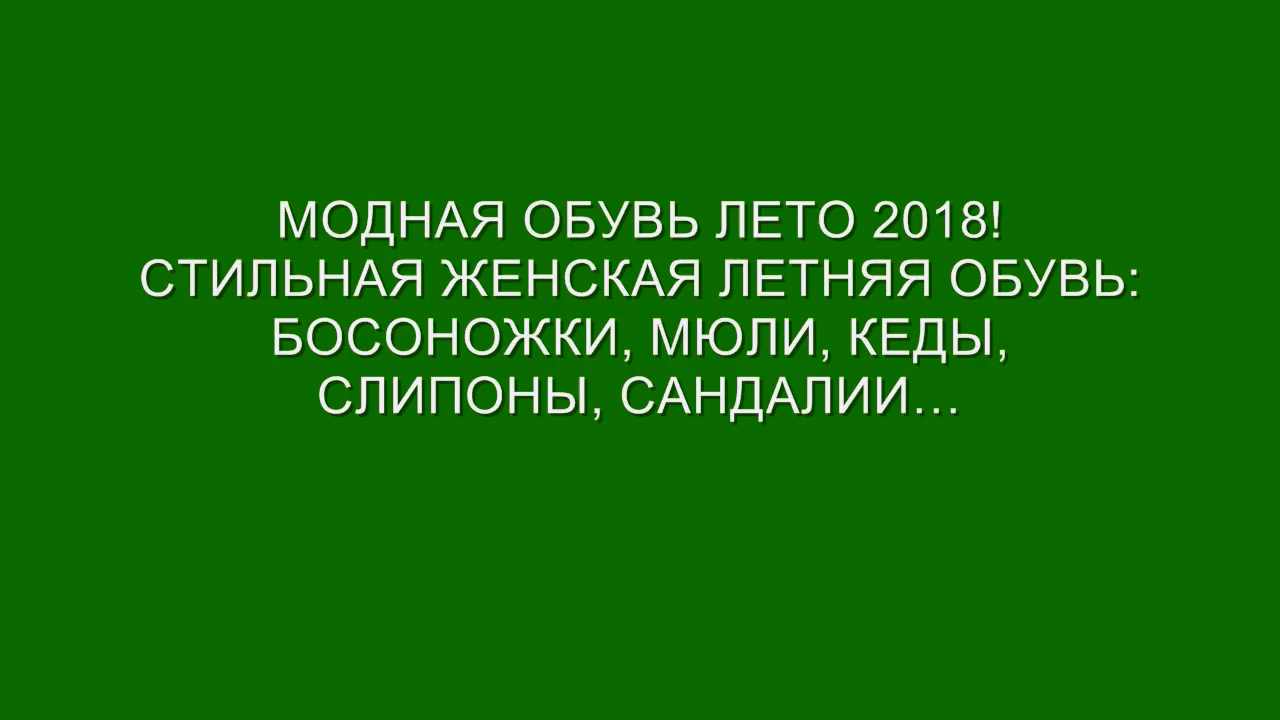 МОДНАЯ ОБУВЬ ЛЕТО 2018!
СТИЛЬНАЯ ЖЕНСКАЯ ЛЕТНЯЯ ОБУВЬ:
БОСОНОЖКИ, МЮЛИ, КЕДЫ,
СЛИПОНЫ, САНДАЛИИ...